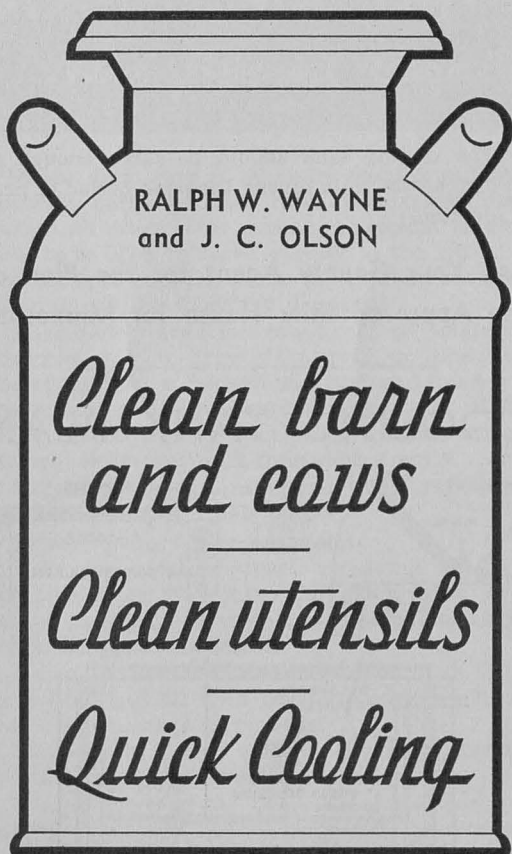 RALPH W. WAYNE
and J. C. OLSON
Clean barn
and cows
Clean utensils
Quick Cooling